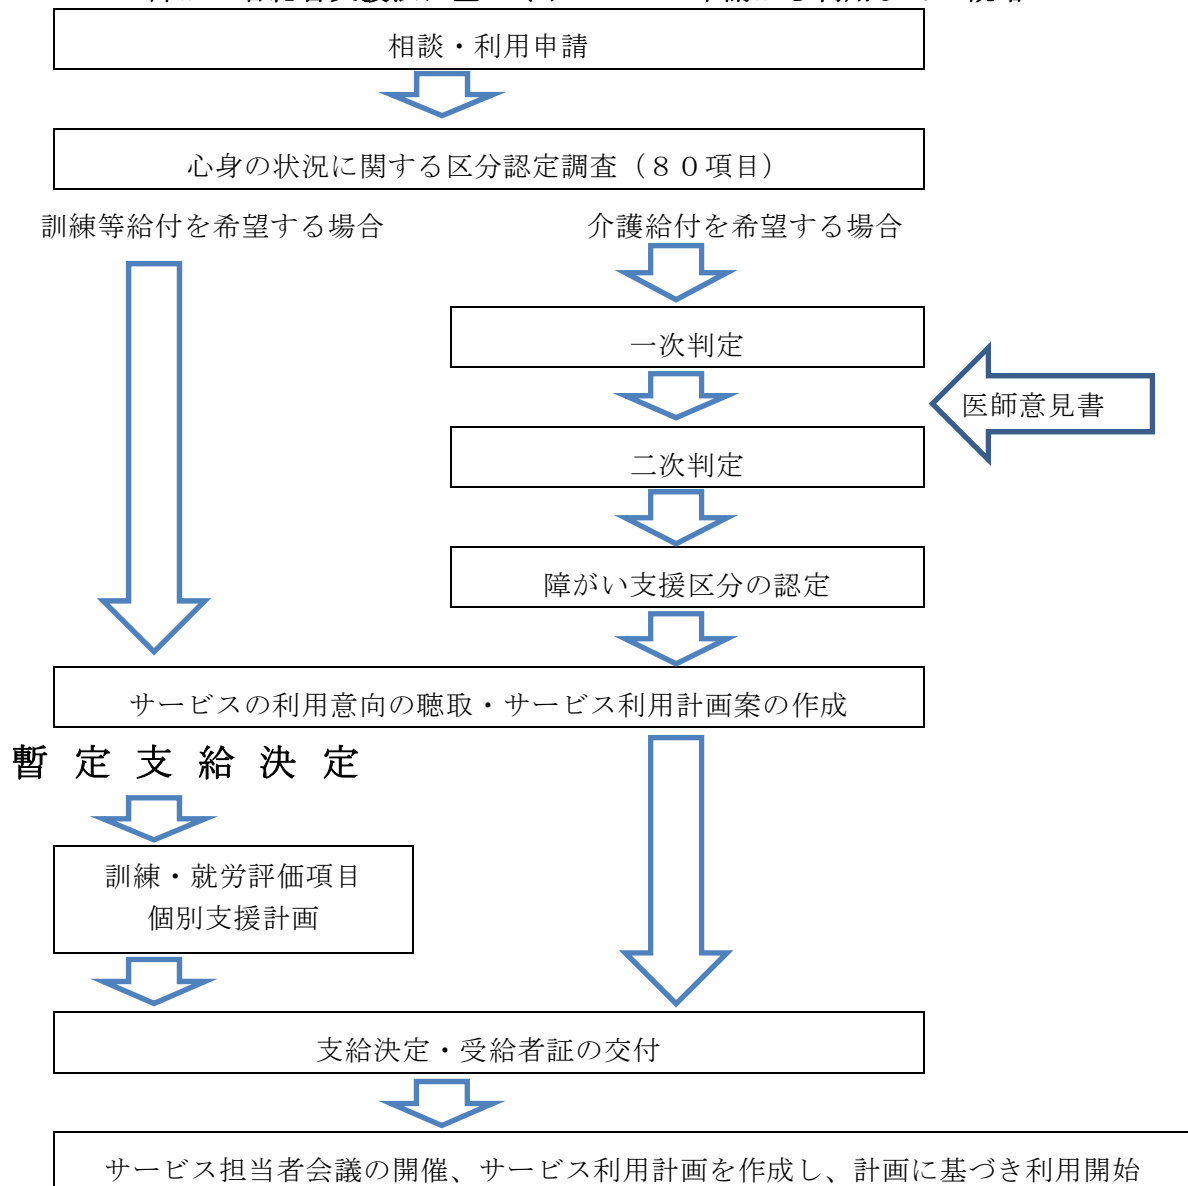 相談・利用申請
心身の状況に関する区分認定調査（８０項目）
訓練等給付を希望する場合
介護給付を希望する場合
一次判定
医師意見書
二次判定
障がい支援区分の認定
サービスの利用意向の聴取・サービス利用計画案の作成
暫定支給決定
訓練・就労評価項目
個別支援計画
支給決定・受給者証の交付
サービス担当者会議の開催、サービス利用計画を作成し、計画に基づき利用開始